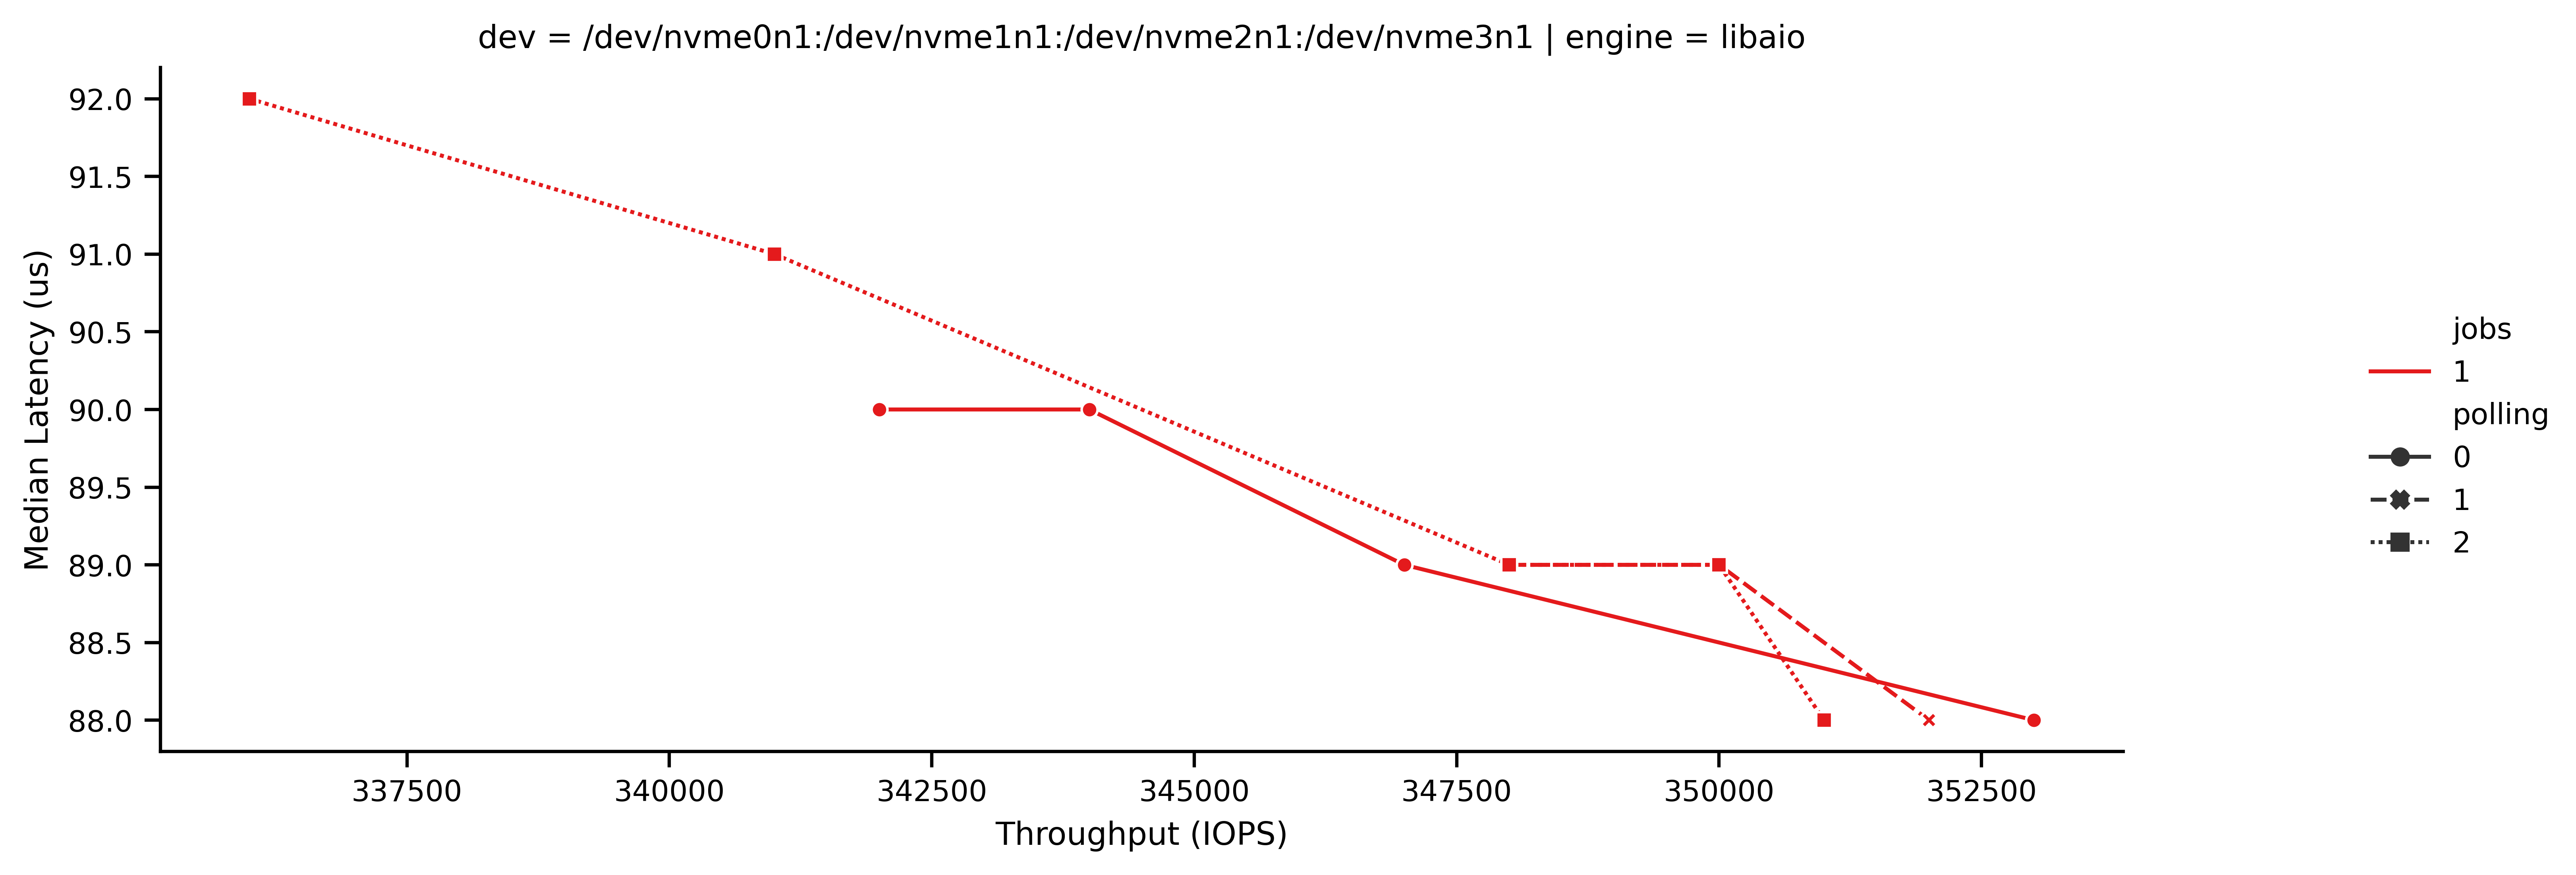 dev = /dev/nvme0n1:/dev/nvme1n1:/dev/nvme2n1:/dev/nvme3n1 | engine = libaio
92.0
91.5
91.0
90.5
90.0
89.5
89.0
88.5
88.0
Median Latency (us)
337500 340000 342500 345000 347500 350000 352500
Throughput (IOPS)
jobs
1
polling
0
1
2